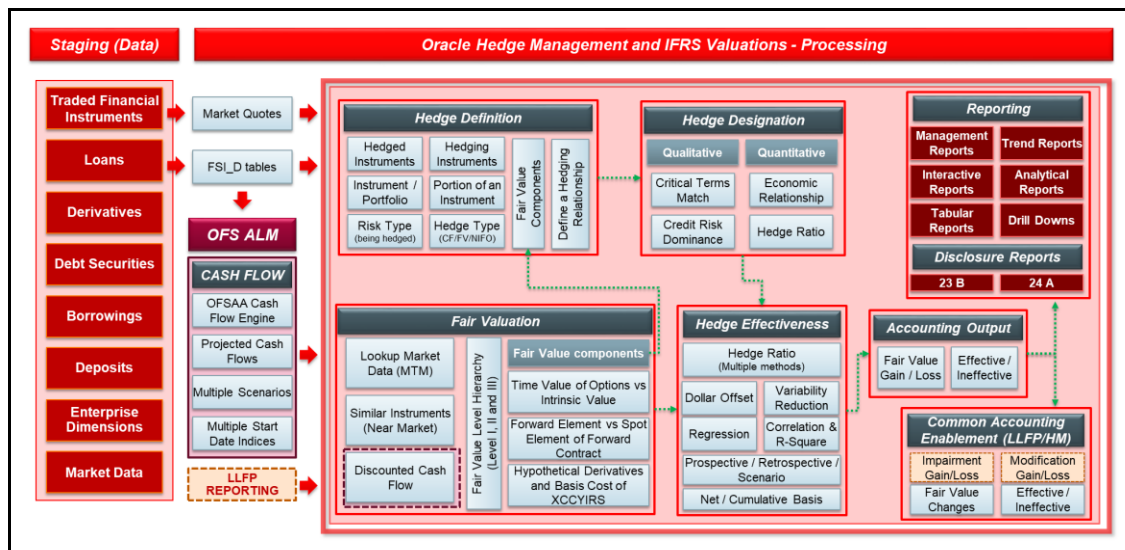 Staging (Data)
Oracle Hedge Management and IFRS Valuations - Processing
Traded Financial
Instruments
Loans
Derivatives
Debt Securities
Borrowings
Deposits
Enterprise
Dimensions
Market Data
Market Quotes
FSI_D tables
OFS ALM
CASH FLOW
OFSAA Cash
Flow Engine
Projected Cash
Flows
Multiple Scenarios
Multiple Start
Date Indices
LLFP
REPORTING
Hedge Definition
Hedged
Instruments
Hedging
Instruments
Instrument /
Portfolio
Portion of an
Instrument
Risk Type
(being hedged)
Hedge Type
(CF/FV/NIFO)
Fair Value
Components
Define a Hedging
Relationship
Hedge Designation
Qualitative
Quantitative
Critical Terms
Match
Economic
Relationship
Credit Risk
Dominance
Hedge Ratio
Fair Valuation
Lookup Market
Data (MTM)
Similar Instruments
(Near Market)
Discounted Cash
Flow
Fair Value Level Hierarchy
(Level I, II and III)
Fair Value components
Time Value of Options vs
Intrinsic Value
Forward Element vs Spot
Element of Forward
Contract
Hypothetical Derivatives
and Basis Cost of
XCCYIRS
Hedge Effectiveness
Hedge Ratio
(Multiple methods)
Dollar Offset
Variability
Reduction
Regression
Correlation &
R-Square
Prospective / Retrospective /
Scenario
Net / Cumulative Basis
Accounting Output
Fair Value
Gain / Loss
Effective /
Ineffective
Reporting
Management
Reports
Trend Reports
Interactive
Reports
Analytical
Reports
Tabular
Reports
Drill Downs
Disclosure Reports
23 B
24 A
Common Accounting
Enablement (LLFP/HM)
Impairment
Gain/Loss
Modification
Gain/Loss
Fair Value
Changes
Effective /
Ineffective